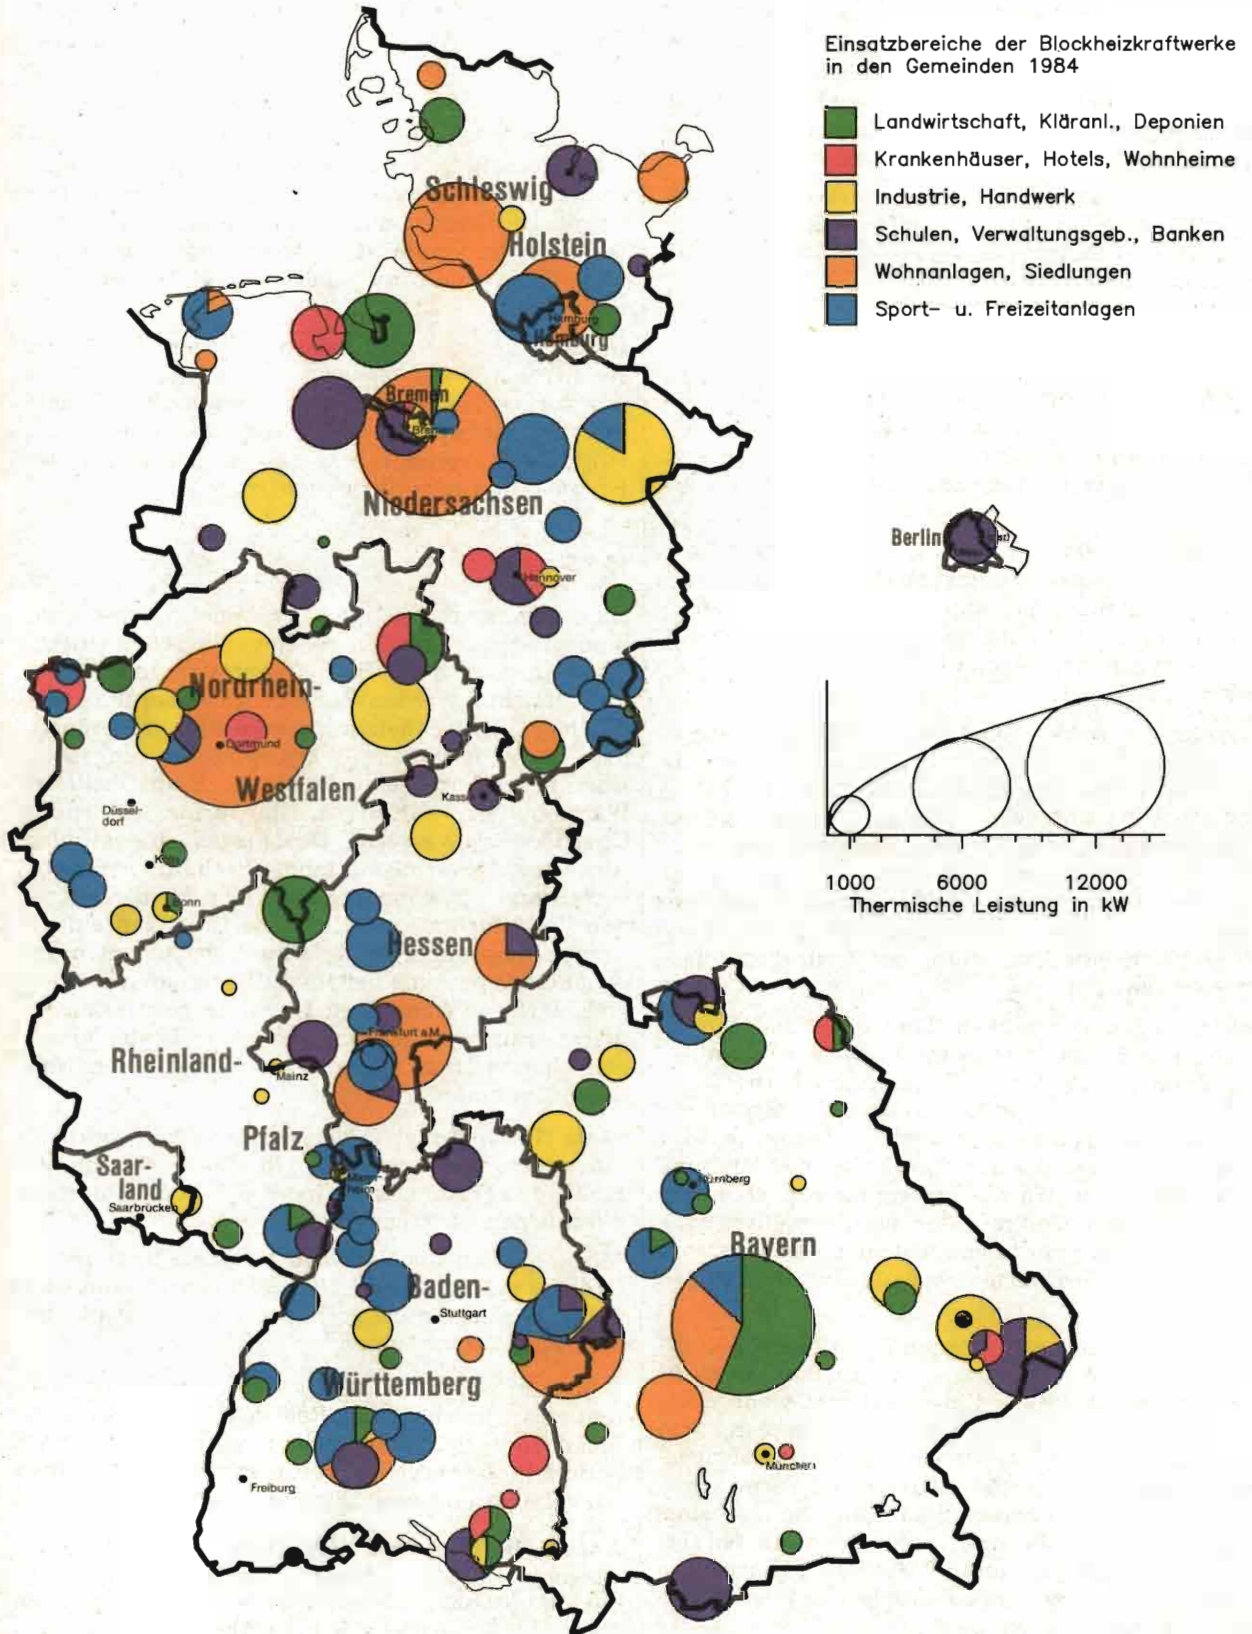 Einsatzbereiche der Blockheizkraftwerke
in den Gemeinden 1984
Landwirtschaft, Kläranl., Deponien
Krankenhäuser, Hotels, Wohnheime
Industrie, Handwerk
Schulen, Verwaltungsgeb., Banken
Wohnanlagen, Siedlungen
Sport- u. Freizeitanlagen
Schleswig
Holstein
Hamburg
Hamburg
Bremen
Niedersachsen
Berlin
Hannover
Nordrhein-
Dortmund
Westfalen
Düssel-
dorf
Köln
Bonn
Hessen
1000
6000
12000
Thermische Leistung in kW
Frankfurt a.M.
Rheinland-
Mainz
Pfalz
Saar-
land
Saarbrücken
Nürnberg
Bayern
Baden-
Stuttgart
Württemberg
Freiburg
München